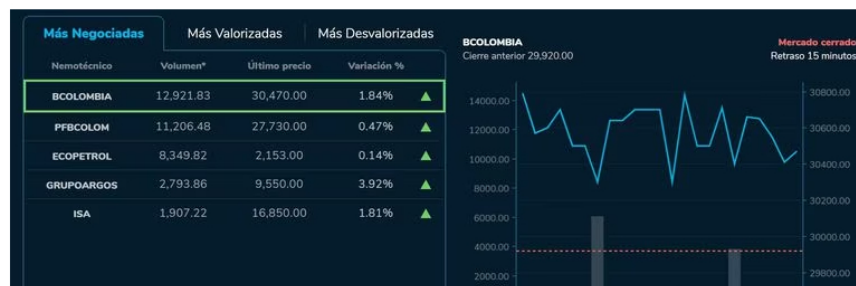 Más Negociadas Más Valorizadas Más Desvalorizadas
Nemotécnico Volumen* Último precio Variación %
BCOLOMBIA 12,921.83 30,470.00 1.84%
PFBCOLOM 11,206.48 27,730.00 0.47%
ECOPETROL 8,349.82 2,153.00 0.14%
GRUPOARGOS 2,793.86 9,550.00 3.92%
ISA 1,907.22 16,850.00 1.81%
BCOLOMBIA Mercado cerrado
Cierre anterior 29,920.00 Retraso 15 minutos
14000.00 30800.00
12000.00 30600.00
10000.00 30400.00
8000.00 30200.00
6000.00 30000.00
4000.00 29800.00
2000.00